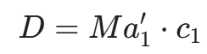 D = Ma′₁ · c₁